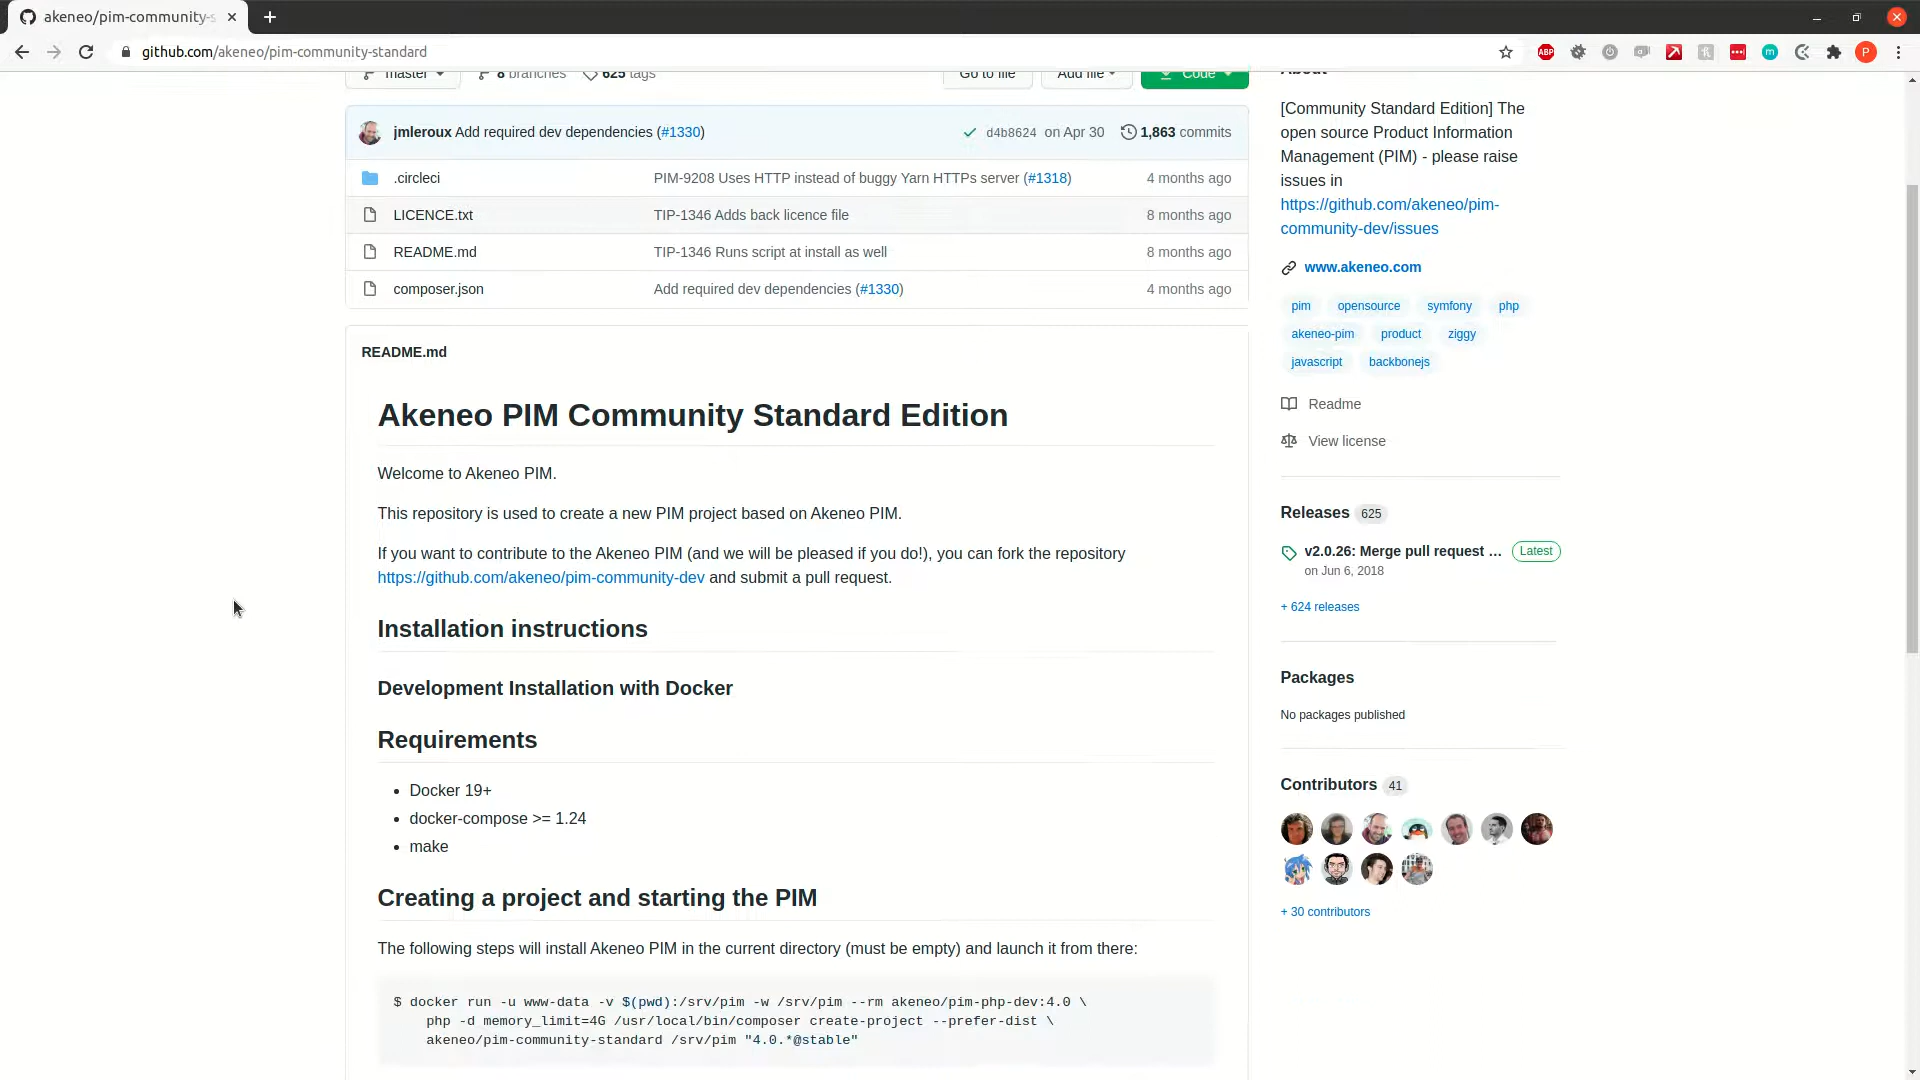 akeneo/pim-community-s
github.com/akeneo/pim-community-standard
ABP
P
master
8 branches
625 tags
Go to file
Add file
Code
About
jmleroux Add required dev dependencies (#1330)
d4b8624 on Apr 30
1,863 commits
.circleci
PIM-9208 Uses HTTP instead of buggy Yarn HTTPs server (#1318)
4 months ago
LICENCE.txt
TIP-1346 Adds back licence file
8 months ago
README.md
TIP-1346 Runs script at install as well
8 months ago
composer.json
Add required dev dependencies (#1330)
4 months ago
README.md
Akeneo PIM Community Standard Edition
Welcome to Akeneo PIM.
This repository is used to create a new PIM project based on Akeneo PIM.
If you want to contribute to the Akeneo PIM (and we will be pleased if you do!), you can fork the repository
https://github.com/akeneo/pim-community-dev and submit a pull request.
Installation instructions
Development Installation with Docker
Requirements
• Docker 19+
• docker-compose >= 1.24
• make
Creating a project and starting the PIM
The following steps will install Akeneo PIM in the current directory (must be empty) and launch it from there:
$ docker run -u www-data -v $(pwd):/srv/pim -w /srv/pim --rm akeneo/pim-php-dev:4.0 \
php -d memory_limit=4G /usr/local/bin/composer create-project --prefer-dist \
akeneo/pim-community-standard /srv/pim "4.0.*@stable"
[Community Standard Edition] The
open source Product Information
Management (PIM) - please raise
issues in
https://github.com/akeneo/pim-
community-dev/issues
www.akeneo.com
pim opensource symfony php
akeneo-pim product ziggy
javascript backbonejs
Readme
View license
Releases 625
v2.0.26: Merge pull request ... Latest
on Jun 6, 2018
+ 624 releases
Packages
No packages published
Contributors 41
+ 30 contributors